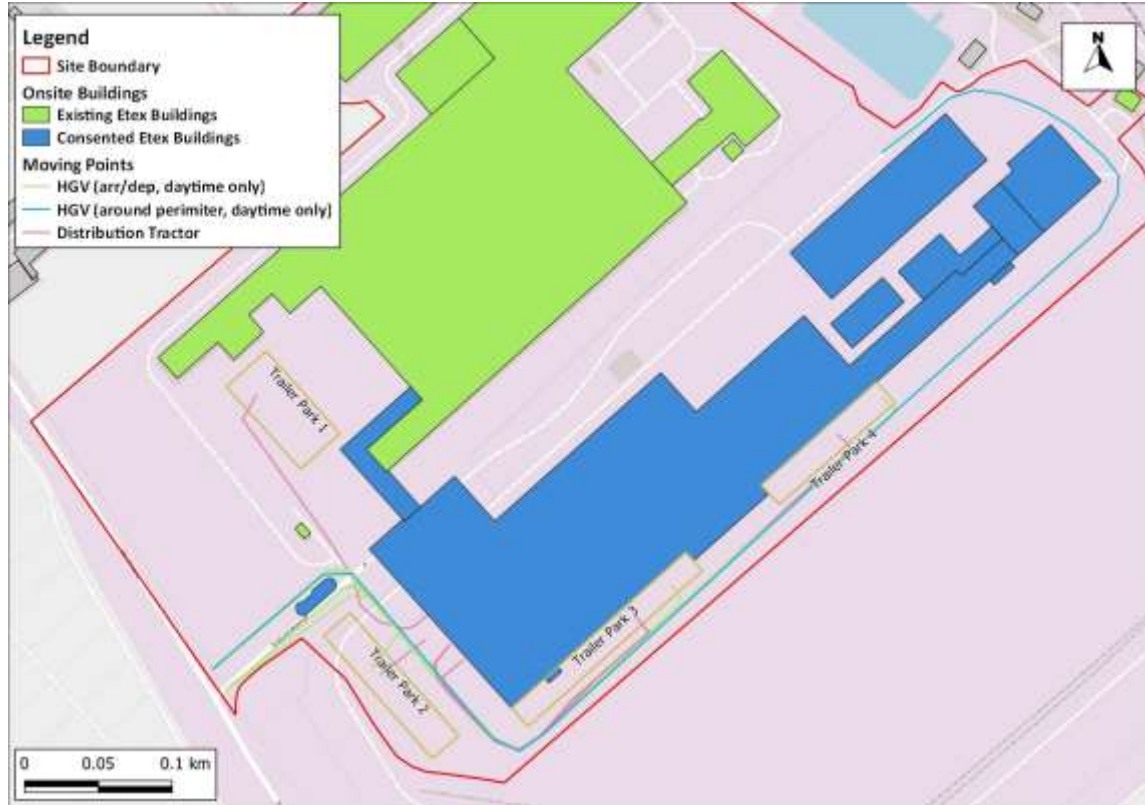 Legend
Site Boundary
Onsite Buildings
Existing Etex Buildings
Consented Etex Buildings
Moving Points
HGV (arr/dep, daytime only)
HGV (around perimiter, daytime only)
Distribution Tractor
N
Trailer Park 1
Trailer Park 4
Trailer Park 3
Trailer Park 2
0 0.05 0.1 km